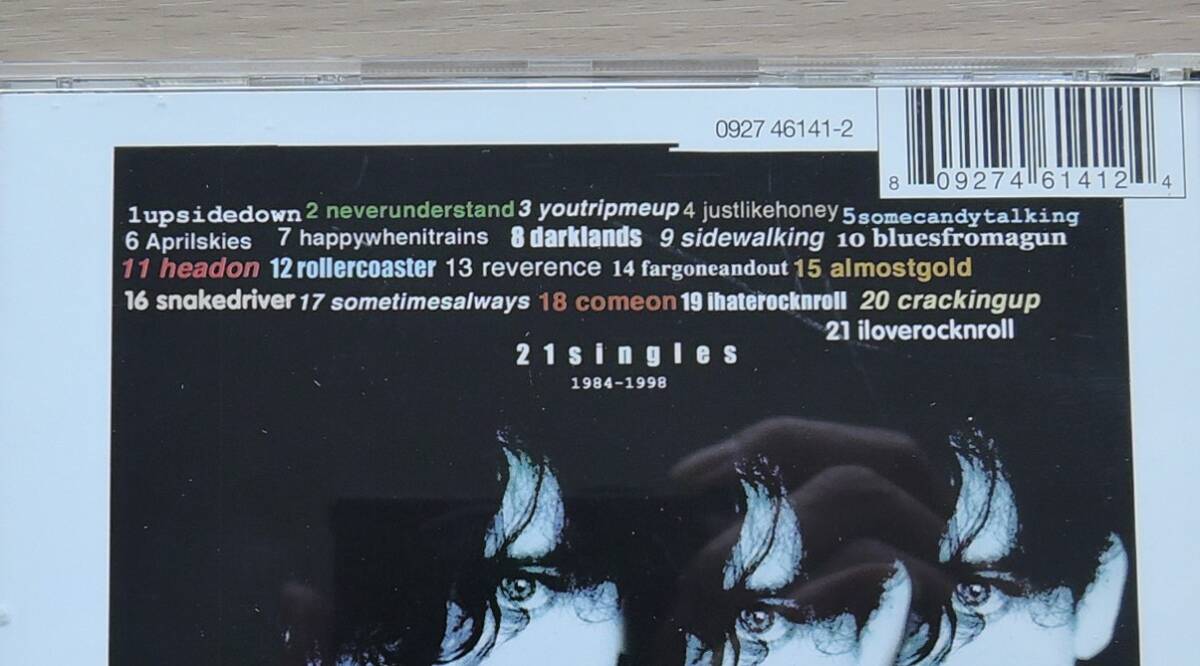 0927 46141-2
8 09274 61412 4
1upsidedown 2 neverunderstand 3 youtripmeup 4 justlikehoney 5somecandytalking
6 Aprilskies 7 happywhenitrains 8 darklands 9 sidewalking 10 bluesfromagun
11 headon 12 rollercoaster 13 reverence 14 fargoneandout 15 almostgold
16 snakedriver 17 sometimesalways 18 comeon 19 ihaterocknroll 20 crackingup
21 iloverocknroll
21singles
1984-1998